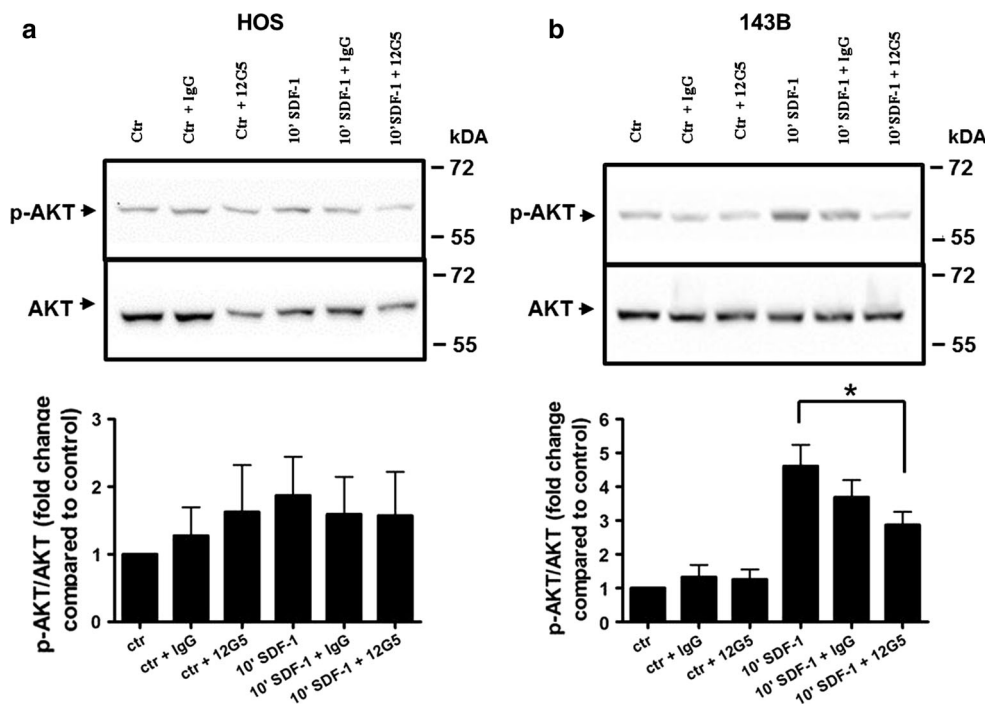 a
HOS
Ctr
Ctr + IgG
Ctr + 12G5
10' SDF-1
10' SDF-1 + IgG
10'SDF-1 + 12G5
kDA
p-AKT
72
55
AKT
72
55
p-AKT/AKT (fold change
compared to control)
3
2
1
0
ctr
ctr + IgG
ctr + 12G5
10' SDF-1
10' SDF-1 + IgG
10' SDF-1 + 12G5
b
143B
Ctr
Ctr + IgG
Ctr + 12G5
10' SDF-1
10' SDF-1 + IgG
10'SDF-1 + 12G5
kDA
p-AKT
72
55
AKT
72
55
p-AKT/AKT (fold change
compared to control)
6
5
4
3
2
1
0
*
ctr
ctr + IgG
ctr + 12G5
10' SDF-1
10' SDF-1 + IgG
10' SDF-1 + 12G5